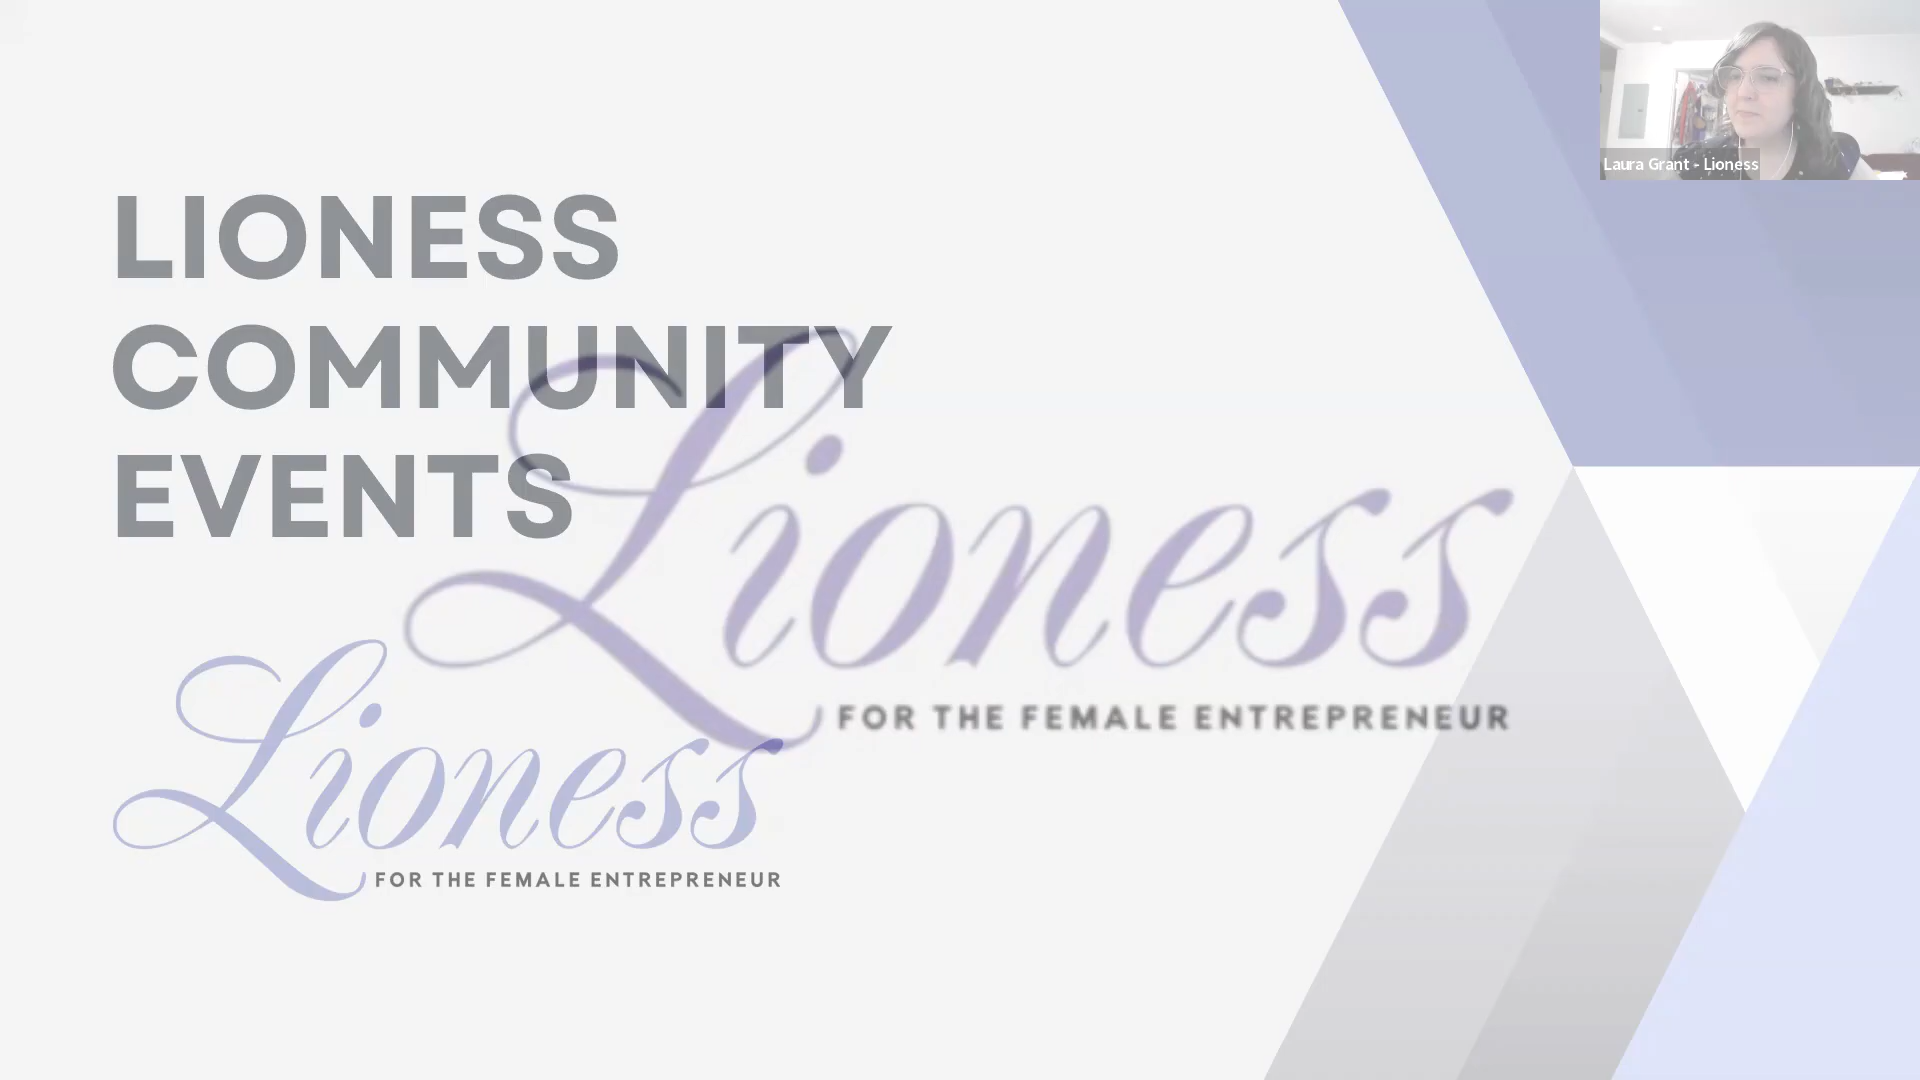 Laura Grant - Lioness
LIONESS
COMMUNITY
EVENTS
Lioness
FOR THE FEMALE ENTREPRENEUR
Lioness
FOR THE FEMALE ENTREPRENEUR